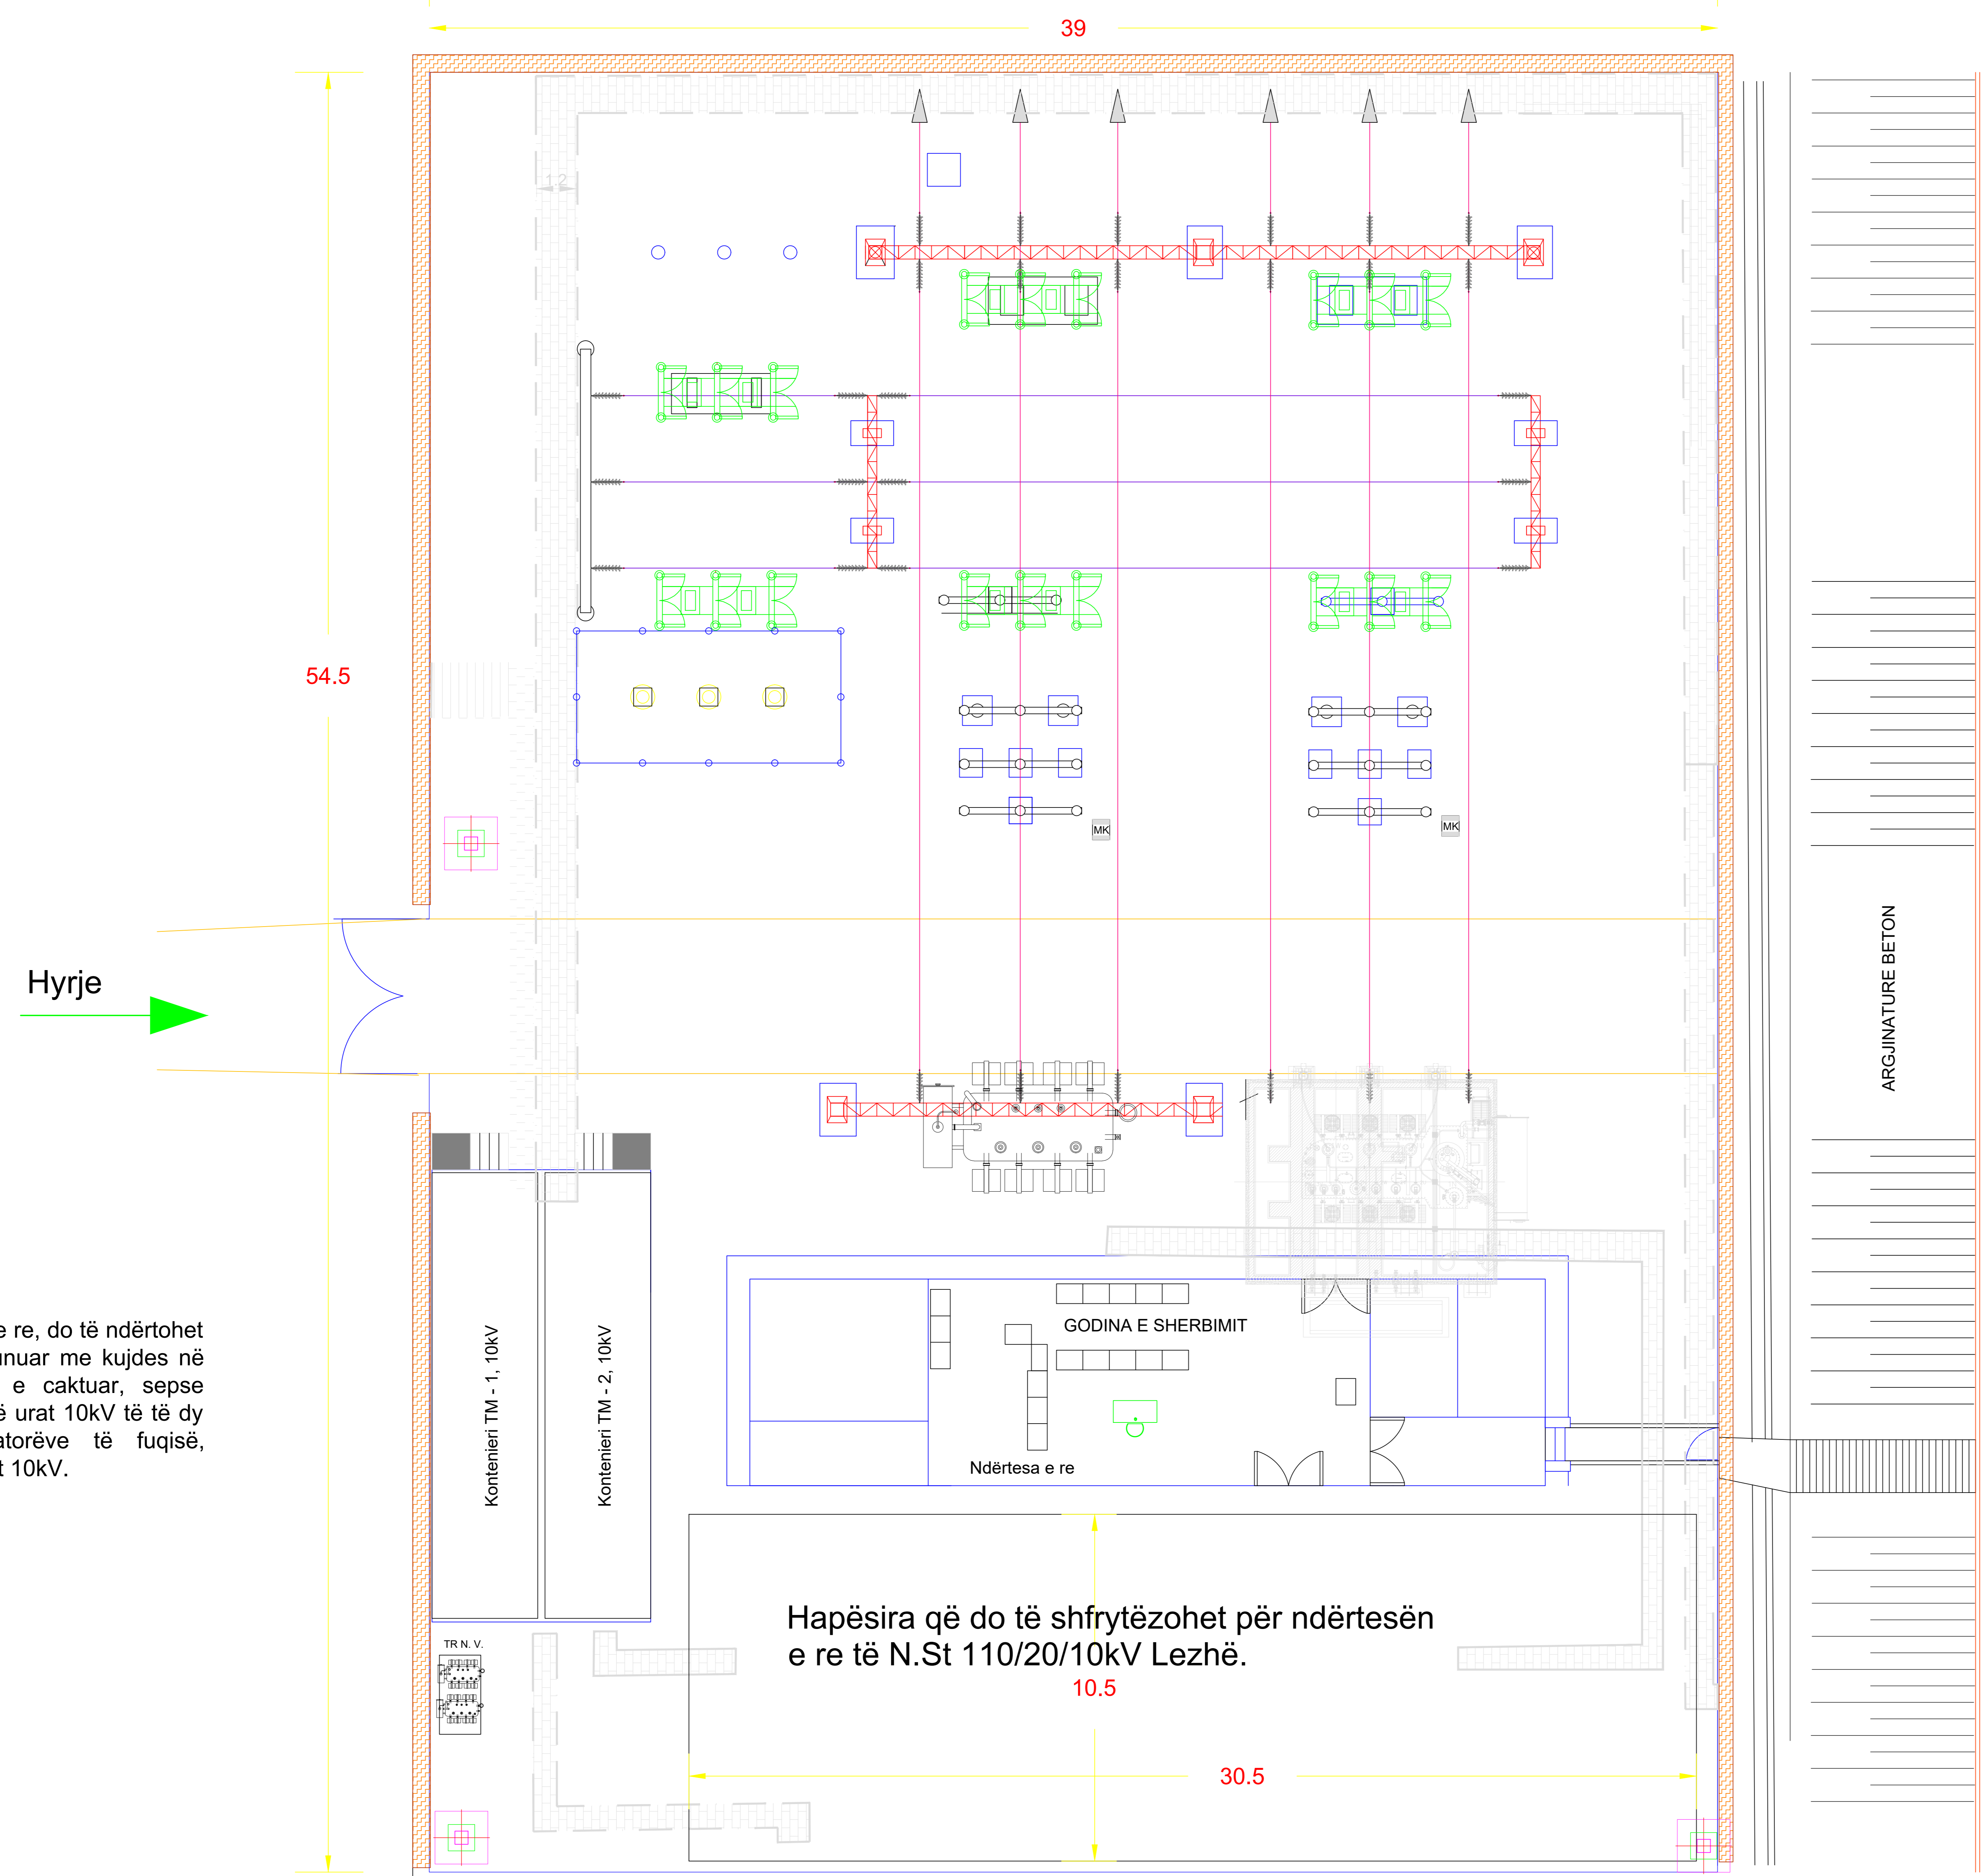 39
1.2
54.5
MK
MK
Hyrje
ARGJINATURE BETON
e re, do të ndërtohet
nuar me kujdes në
e caktuar, sepse
urat 10kV të të dy
të fuqisë,
10kV.
Kontenieri TM - 1, 10kV
Kontenieri TM - 2, 10kV
GODINA E SHERBIMIT
Ndërtesa e re
Hapësira që do të shfrytëzohet për ndërtesën
e re të N.St 110/20/10kV Lezhë.
10.5
30.5
TR N. V.